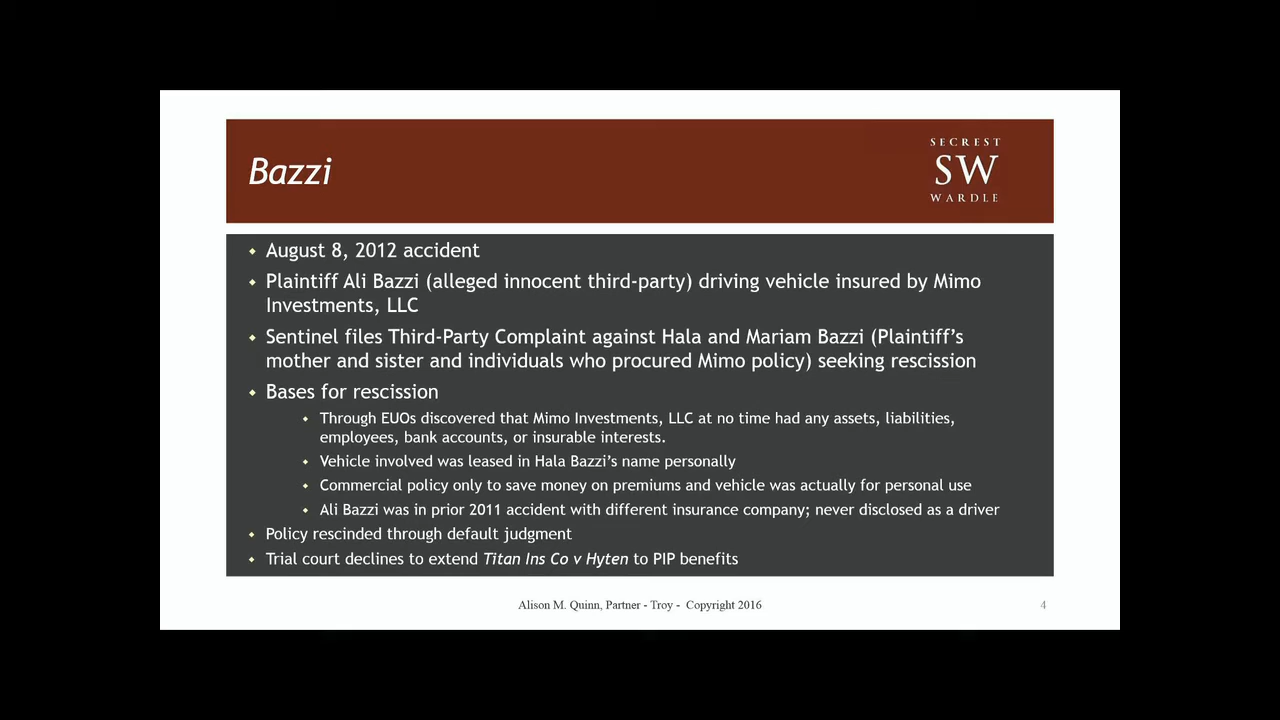 Bazzi
SECREST
SW
WARDLE
August 8, 2012 accident
Plaintiff Ali Bazzi (alleged innocent third-party) driving vehicle insured by Mimo
Investments, LLC
Sentinel files Third-Party Complaint against Hala and Mariam Bazzi (Plaintiff’s
mother and sister and individuals who procured Mimo policy) seeking rescission
Bases for rescission
Through EUOs discovered that Mimo Investments, LLC at no time had any assets, liabilities,
employees, bank accounts, or insurable interests.
Vehicle involved was leased in Hala Bazzi’s name personally
Commercial policy only to save money on premiums and vehicle was actually for personal use
Ali Bazzi was in prior 2011 accident with different insurance company; never disclosed as a driver
Policy rescinded through default judgment
Trial court declines to extend Titan Ins Co v Hyten to PIP benefits
Alison M. Quinn, Partner - Troy - Copyright 2016
4